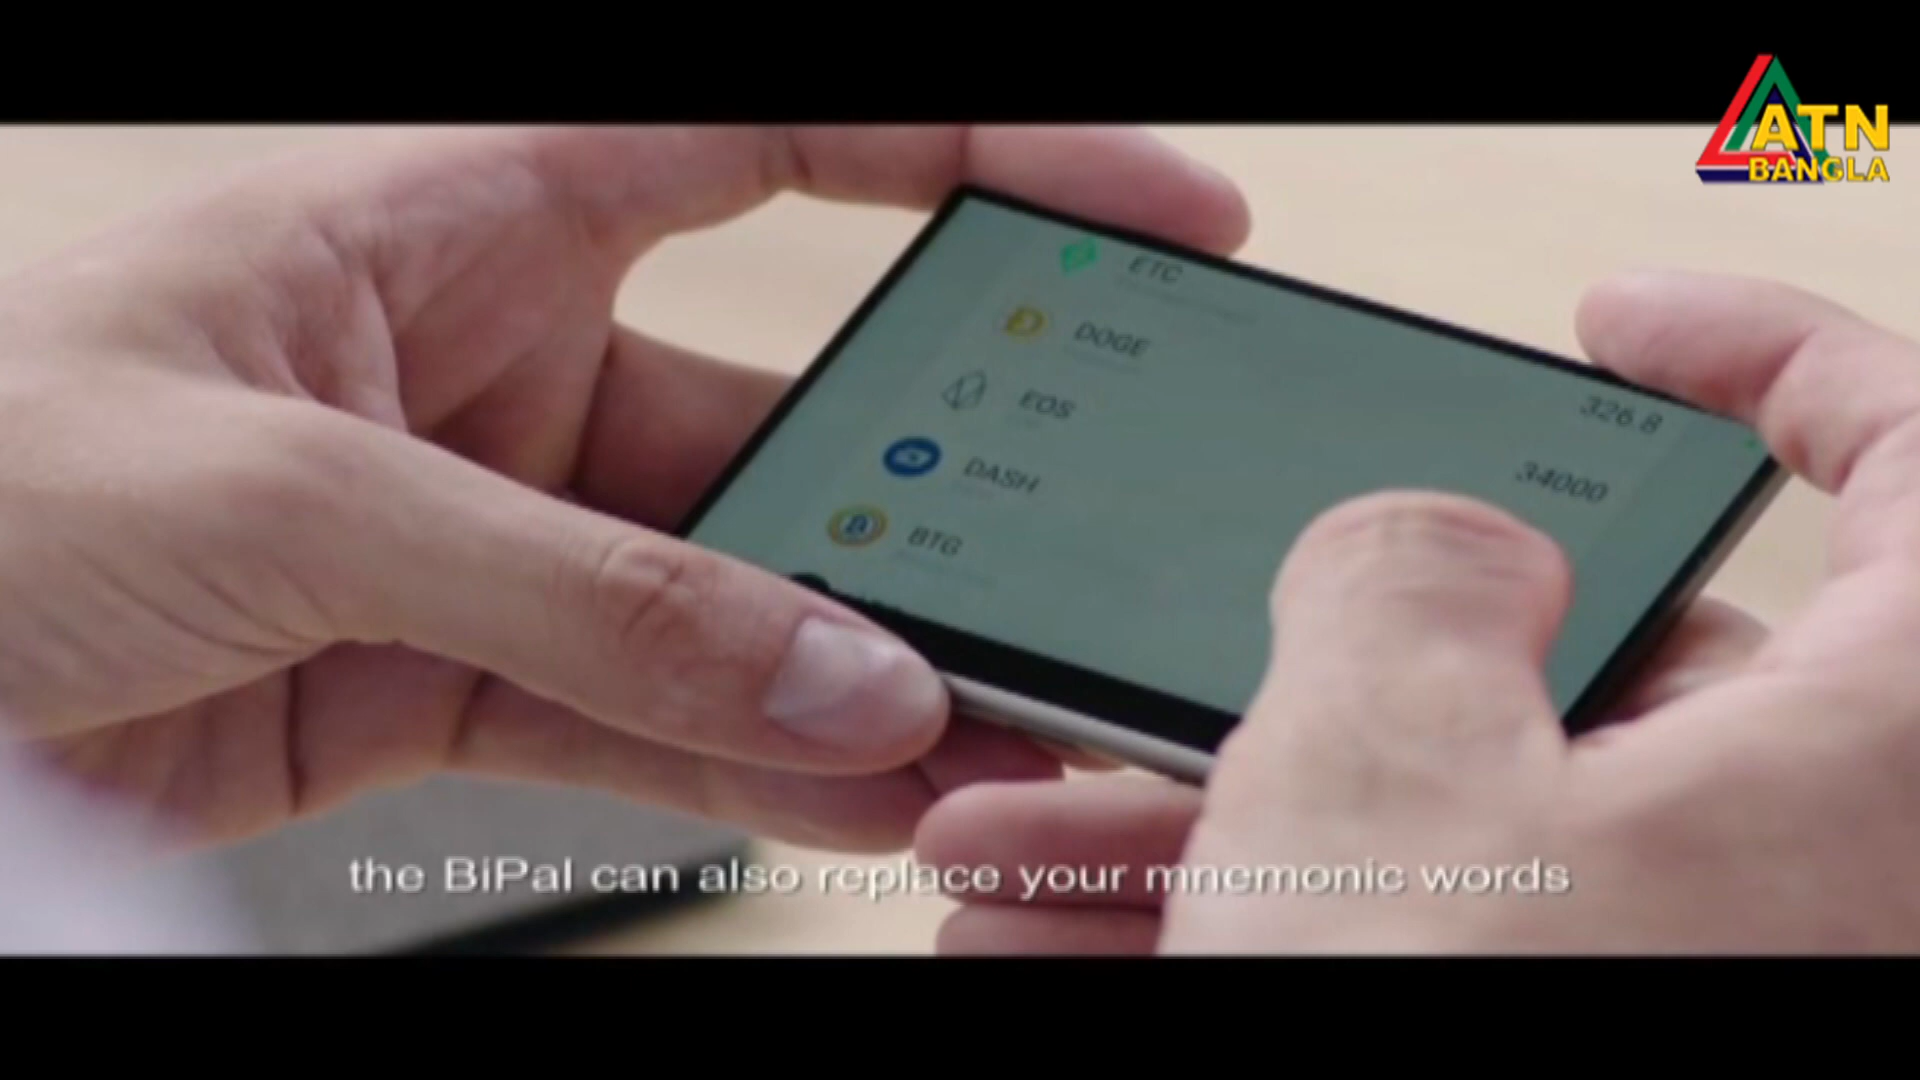 ATN
BANGLA
ETC
DOGE
326.8
EOS
34000
DASH
BTG
the BiPal can also replace your mnemonic words